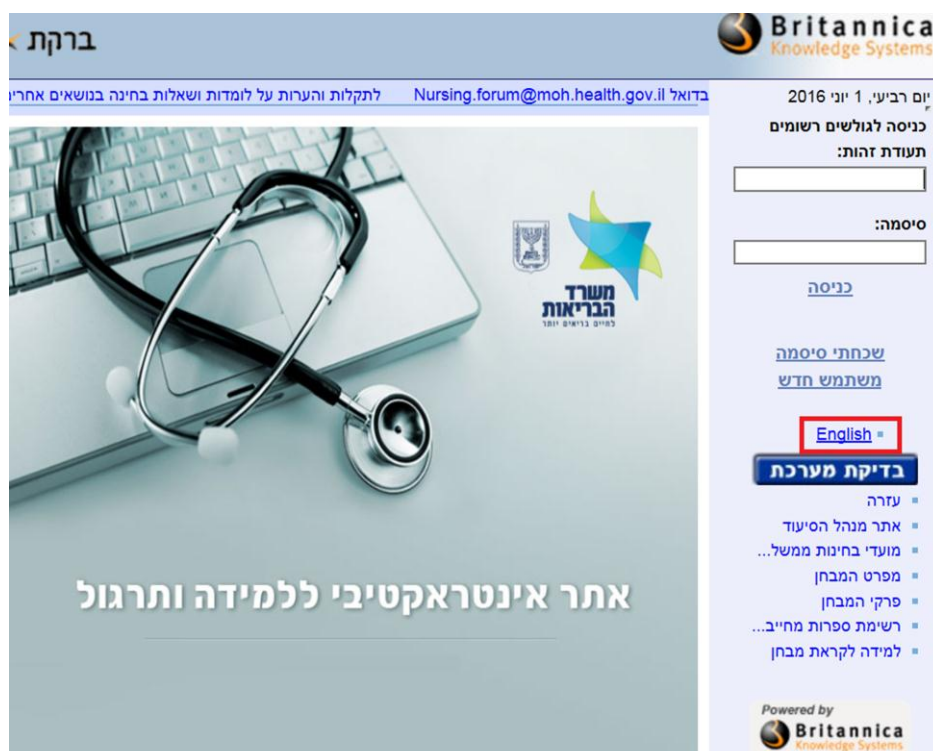 ברקת
Britannica
Knowledge Systems
לתקלות והערות על לומדות ושאלות בחינה בנושאים בדואל Nursing.forum@moh.health.gov.il
יום רביעי, 1 יוני 2016
כניסה לגולשים רשומים
תעודת זהות:
סיסמה:
כניסה
שכחתי סיסמה
משתמש חדש
English
בדיקת מערכת
עזרה
אתר מנהל הסיעוד
מועדי בחינות ממשל...
מפרט המבחן
פרקי המבחן
רשימת ספרות מחייב...
למידה לקראת מבחן
Powered by
Britannica
Knowledge Systems
משרד
הבריאות
לחיים בריאים יותר
אתר אינטראקטיבי ללמידה ותרגול